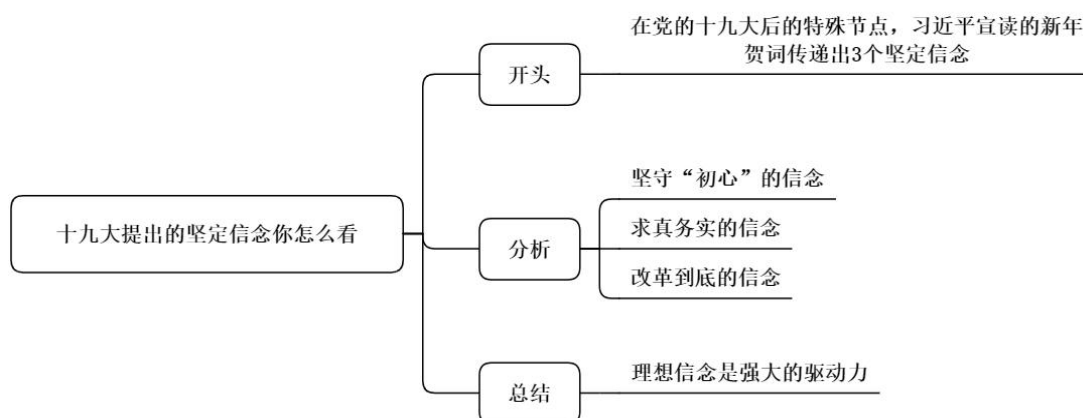 十九大提出的坚定信念你怎么看
开头
在党的十九大后的特殊节点，习近平宣读的新年
贺词传递出3个坚定信念
分析
坚守“初心”的信念
求真务实的信念
改革到底的信念
总结
理想信念是强大的驱动力